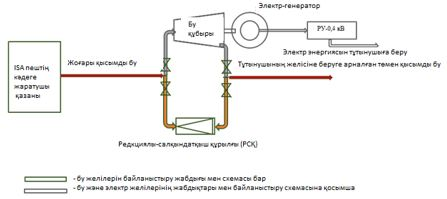 Электр-генератор
Бу
құбыры
РУ-0,4 кВ
Электр энергиясын тұтынушыға беру
Жоғары қысымды бу
Тұтынушының желісіне беруге арналған төмен қысымды бу
ISA пештің
кәдеге
жаратушы
қазаны
Редкциялы-салқындатқыш құрылғы (РСҚ)
- бу желілерін байланыстыру жабдығы мен схемасы бар
- бу және электр желілерінің жабдықтары мен байланыстыру схемасына қосымша